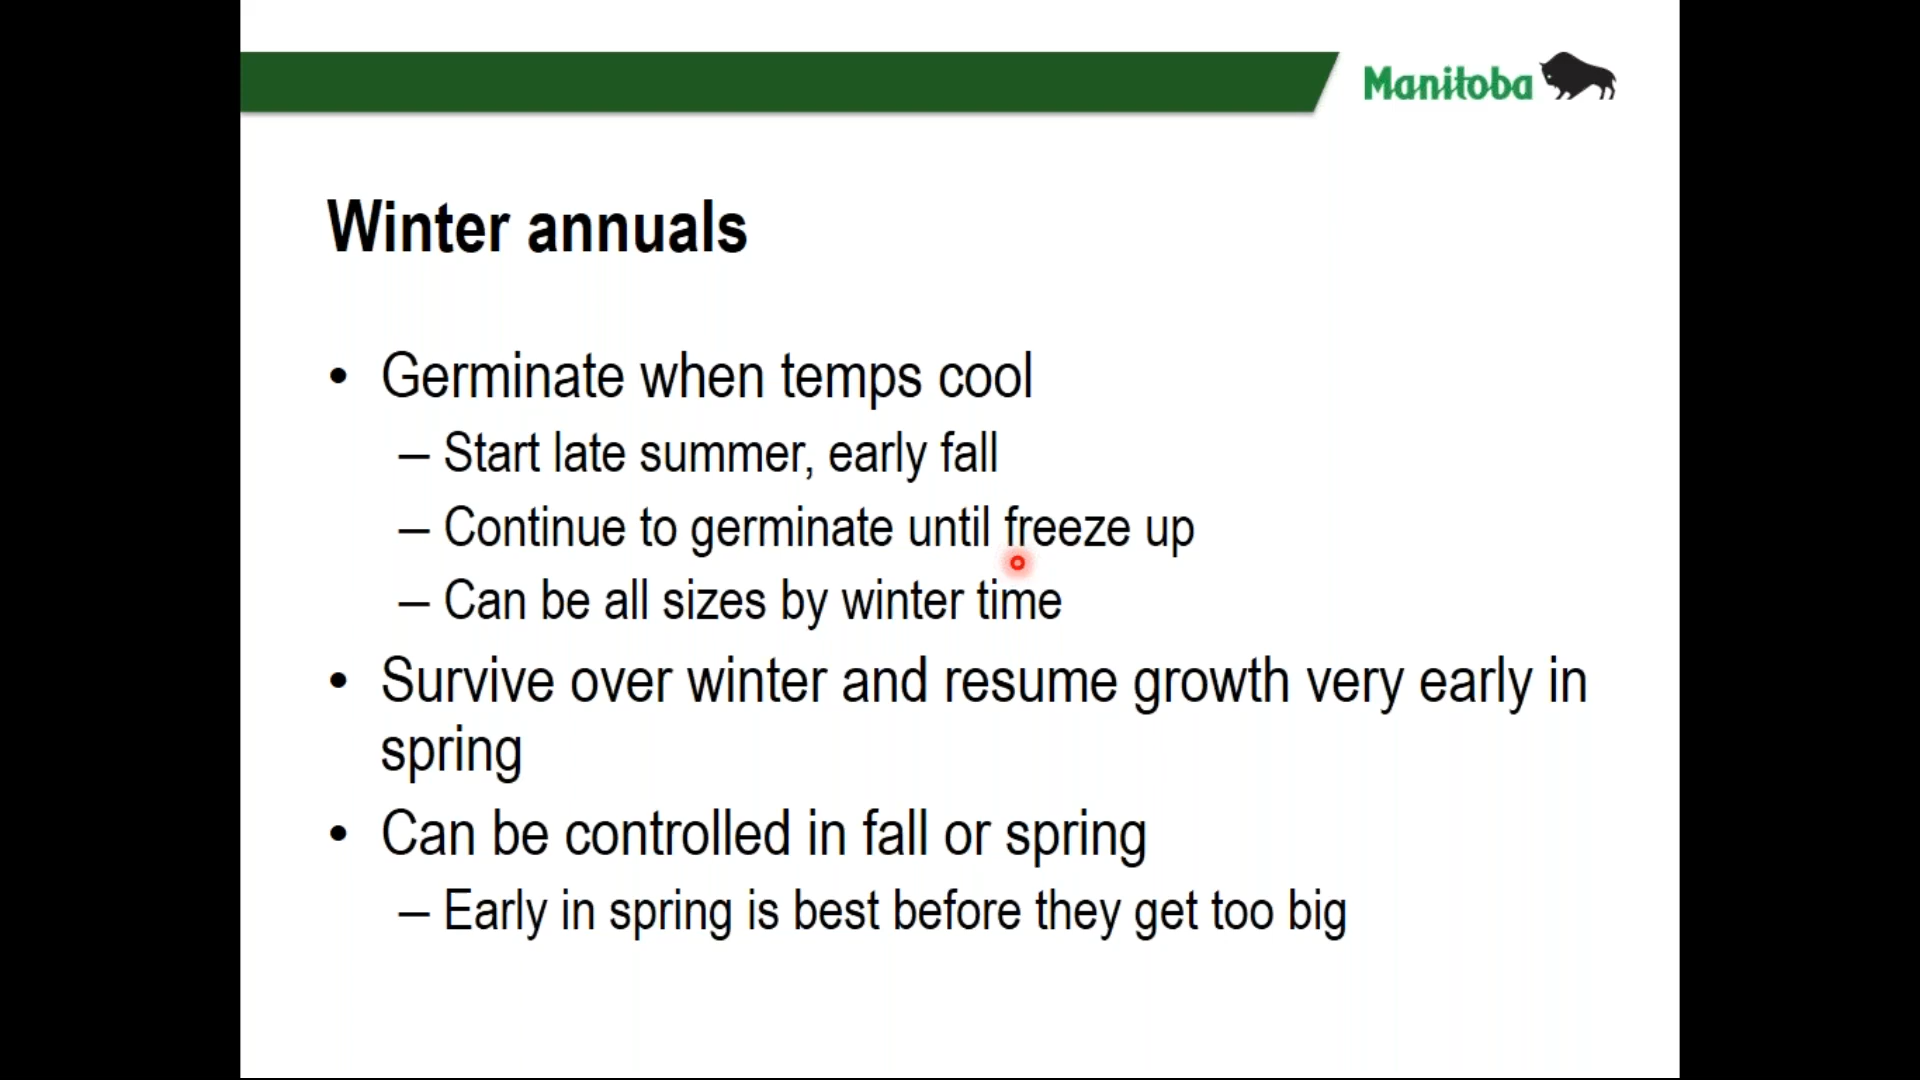 Manitoba
Winter annuals
• Germinate when temps cool
– Start late summer, early fall
– Continue to germinate until freeze up
– Can be all sizes by winter time
• Survive over winter and resume growth very early in
spring
• Can be controlled in fall or spring
– Early in spring is best before they get too big